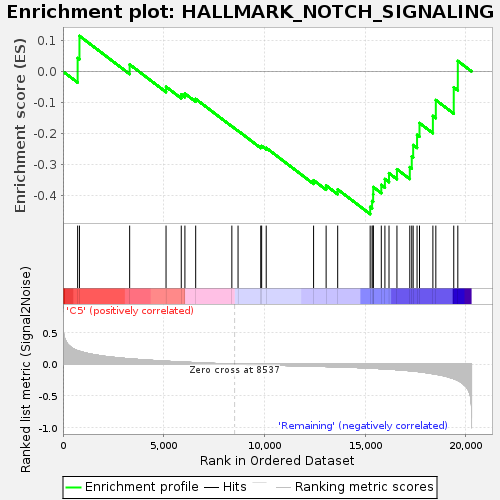 Enrichment plot: HALLMARK_NOTCH_SIGNALING
Enrichment score (ES)
0.1
0.0
-0.1
-0.2
-0.3
-0.4
'C5' (positively correlated)
Ranked list metric (Signal2Noise)
0.5
0.0
-0.5
-1.0
Zero cross at 8537
'Remaining' (negatively correlated)
0
5,000
10,000
15,000
20,000
Rank in Ordered Dataset
Enrichment profile
Hits
Ranking metric scores